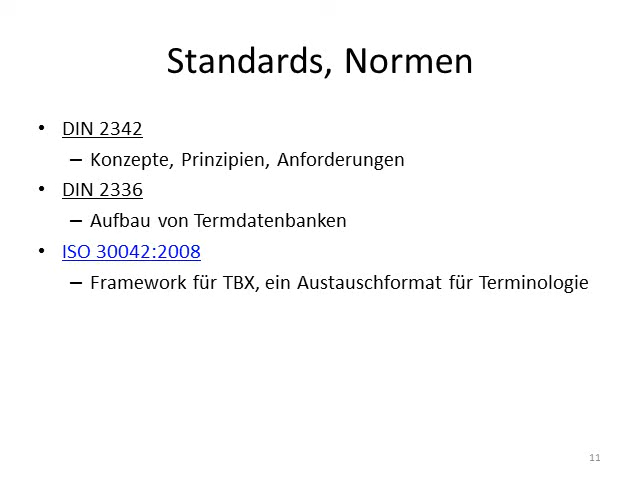 Standards, Normen
• DIN 2342
– Konzepte, Prinzipien, Anforderungen
• DIN 2336
– Aufbau von Termdatenbanken
• ISO 30042:2008
– Framework für TBX, ein Austauschformat für Terminologie
11